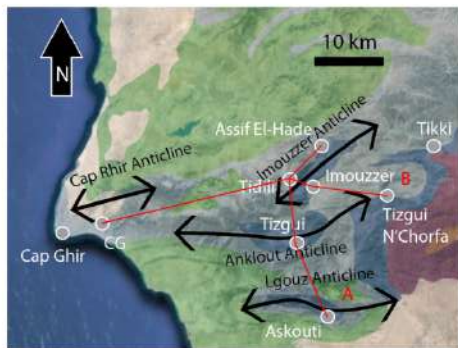 N
10 km
Assif El-Hade
Tikki
Imouzzer Anticline
Cap Rhir Anticline
Tidili
Imouzzer
B
CG
Tizgui
Tizgui
N'Chorfa
Cap Ghir
Anklout Anticline
Lgouz Anticline
A
Askouti